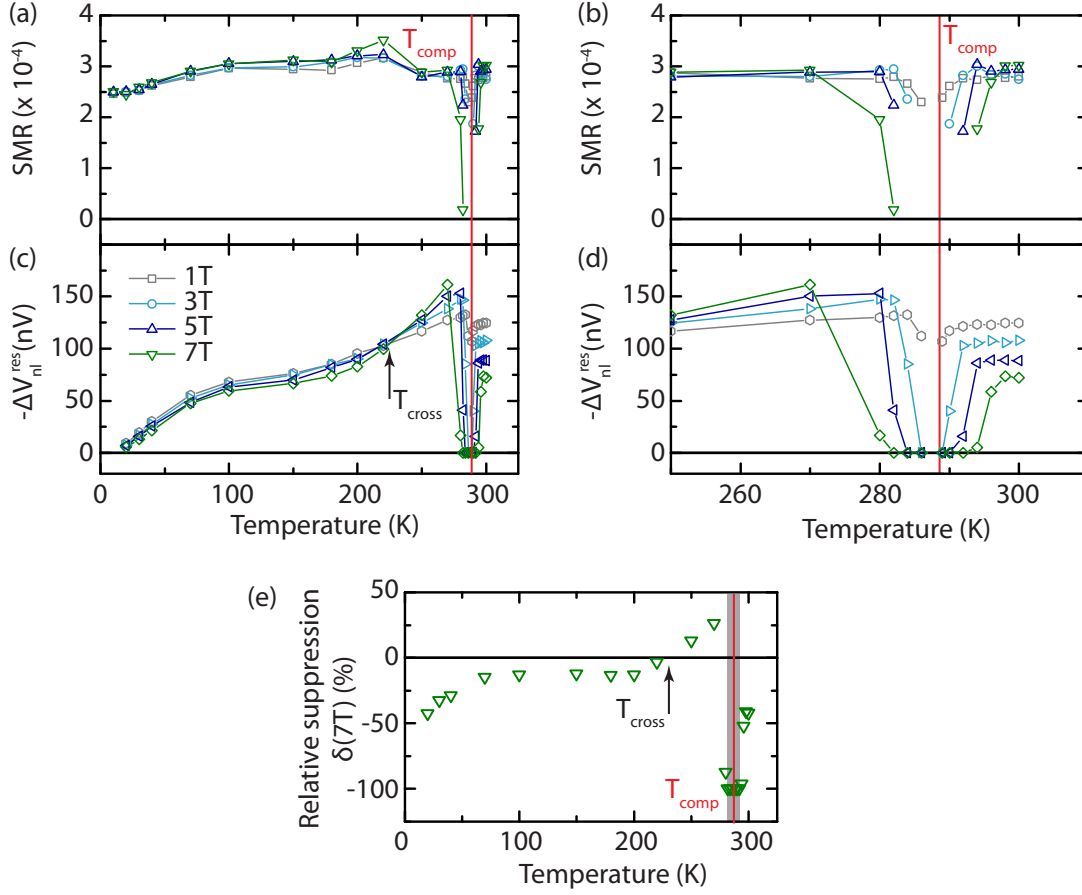 (a)
(b)
4
3
2
1
0
SMR (x 10⁻⁴)
T_comp
4
3
2
1
0
SMR (x 10⁻⁴)
T_comp
(c)
1T
3T
5T
7T
150
100
50
0
-ΔV_nl^res (nV)
T_cross
0 100 200 300
Temperature (K)
(d)
150
100
50
0
-ΔV_nl^res (nV)
260 280 300
Temperature (K)
(e)
50
0
-50
-100
Relative suppression
δ(7T) (%)
T_cross
T_comp
0 100 200 300
Temperature (K)